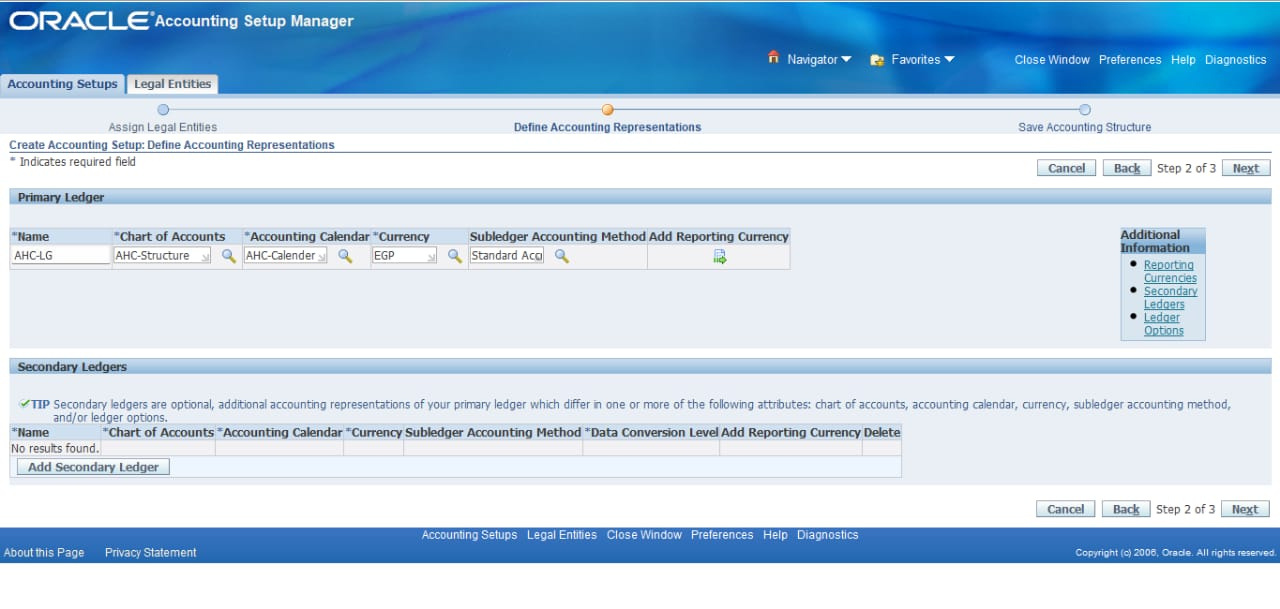 ORACLE Accounting Setup Manager
Navigator Favorites Close Window Preferences Help Diagnostics
Accounting Setups Legal Entities
Assign Legal Entities Define Accounting Representations Save Accounting Structure
Create Accounting Setup: Define Accounting Representations
* Indicates required field
Cancel Back Step 2 of 3 Next
Primary Ledger
*Name *Chart of Accounts *Accounting Calendar *Currency Subledger Accounting Method Add Reporting Currency
AHC-LG AHC-Structure AHC-Calender EGP Standard Acq
Additional
Information
Reporting
Currencies
Secondary
Ledgers
Ledger
Options
Secondary Ledgers
TIP Secondary ledgers are optional, additional accounting representations of your primary ledger which differ in one or more of the following attributes: chart of accounts, accounting calendar, currency, subledger accounting method,
and/or ledger options.
*Name *Chart of Accounts *Accounting Calendar *Currency Subledger Accounting Method *Data Conversion Level Add Reporting Currency Delete
No results found.
Add Secondary Ledger
Cancel Back Step 2 of 3 Next
Accounting Setups Legal Entities Close Window Preferences Help Diagnostics
About this Page Privacy Statement Copyright (c) 2006, Oracle. All rights reserved.